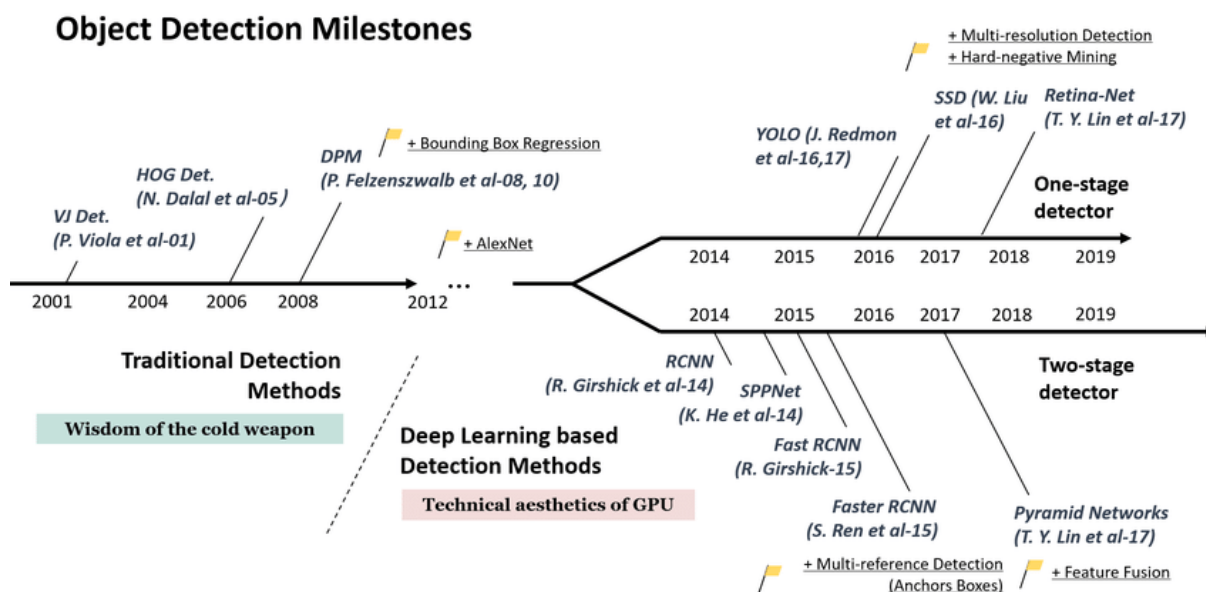 Object Detection Milestones
+ Multi-resolution Detection
+ Hard-negative Mining
SSD (W. Liu
et al-16)
Retina-Net
(T. Y. Lin et al-17)
YOLO (J. Redmon
et al-16,17)
+ Bounding Box Regression
DPM
(P. Felzenszwalb et al-08, 10)
HOG Det.
(N. Dalal et al-05)
VJ Det.
(P. Viola et al-01)
+ AlexNet
One-stage
detector
2014 2015 2016 2017 2018 2019
2001 2004 2006 2008 2012 ...
2014 2015 2016 2017 2018 2019
Traditional Detection
Methods
Wisdom of the cold weapon
Deep Learning based
Detection Methods
Technical aesthetics of GPU
RCNN
(R. Girshick et al-14)
SPPNet
(K. He et al-14)
Fast RCNN
(R. Girshick-15)
Faster RCNN
(S. Ren et al-15)
+ Multi-reference Detection
(Anchors Boxes)
Two-stage
detector
Pyramid Networks
(T. Y. Lin et al-17)
+ Feature Fusion